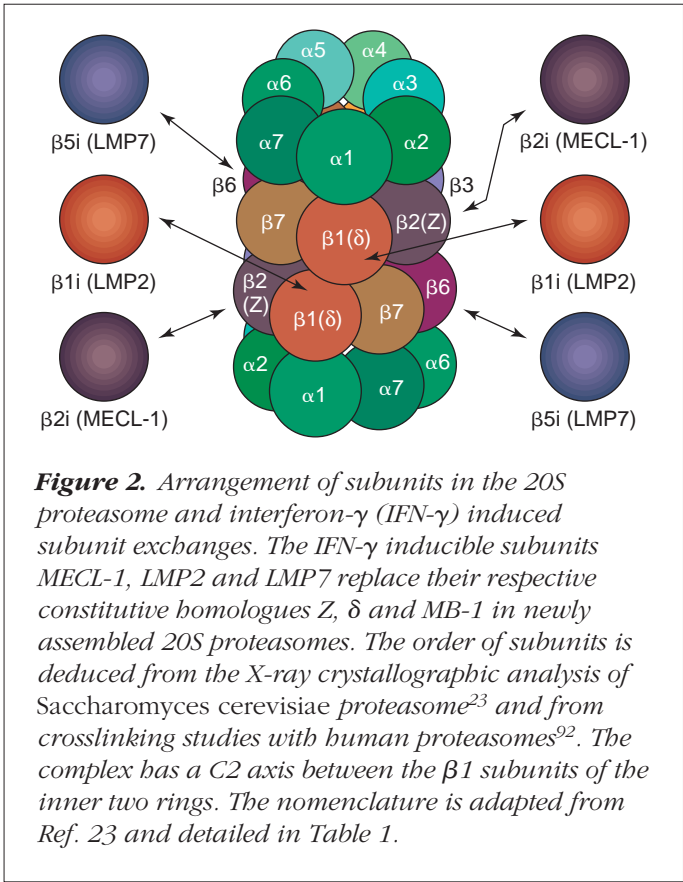 α5
α4
α6
α3
α7
α2
α1
β5i (LMP7)
β2i (MECL-1)
β6
β3
β7
β2(Z)
β1(δ)
β1i (LMP2)
β1i (LMP2)
β2
(Z)
β6
β1(δ)
β7
β2i (MECL-1)
β5i (LMP7)
α2
α6
α1
α7
Figure 2. Arrangement of subunits in the 20S
proteasome and interferon-γ (IFN-γ) induced
subunit exchanges. The IFN-γ inducible subunits
MECL-1, LMP2 and LMP7 replace their respective
constitutive homologues Z, δ and MB-1 in newly
assembled 20S proteasomes. The order of subunits is
deduced from the X-ray crystallographic analysis of
Saccharomyces cerevisiae proteasome23 and from
crosslinking studies with human proteasomes92. The
complex has a C2 axis between the β1 subunits of the
inner two rings. The nomenclature is adapted from
Ref. 23 and detailed in Table 1.